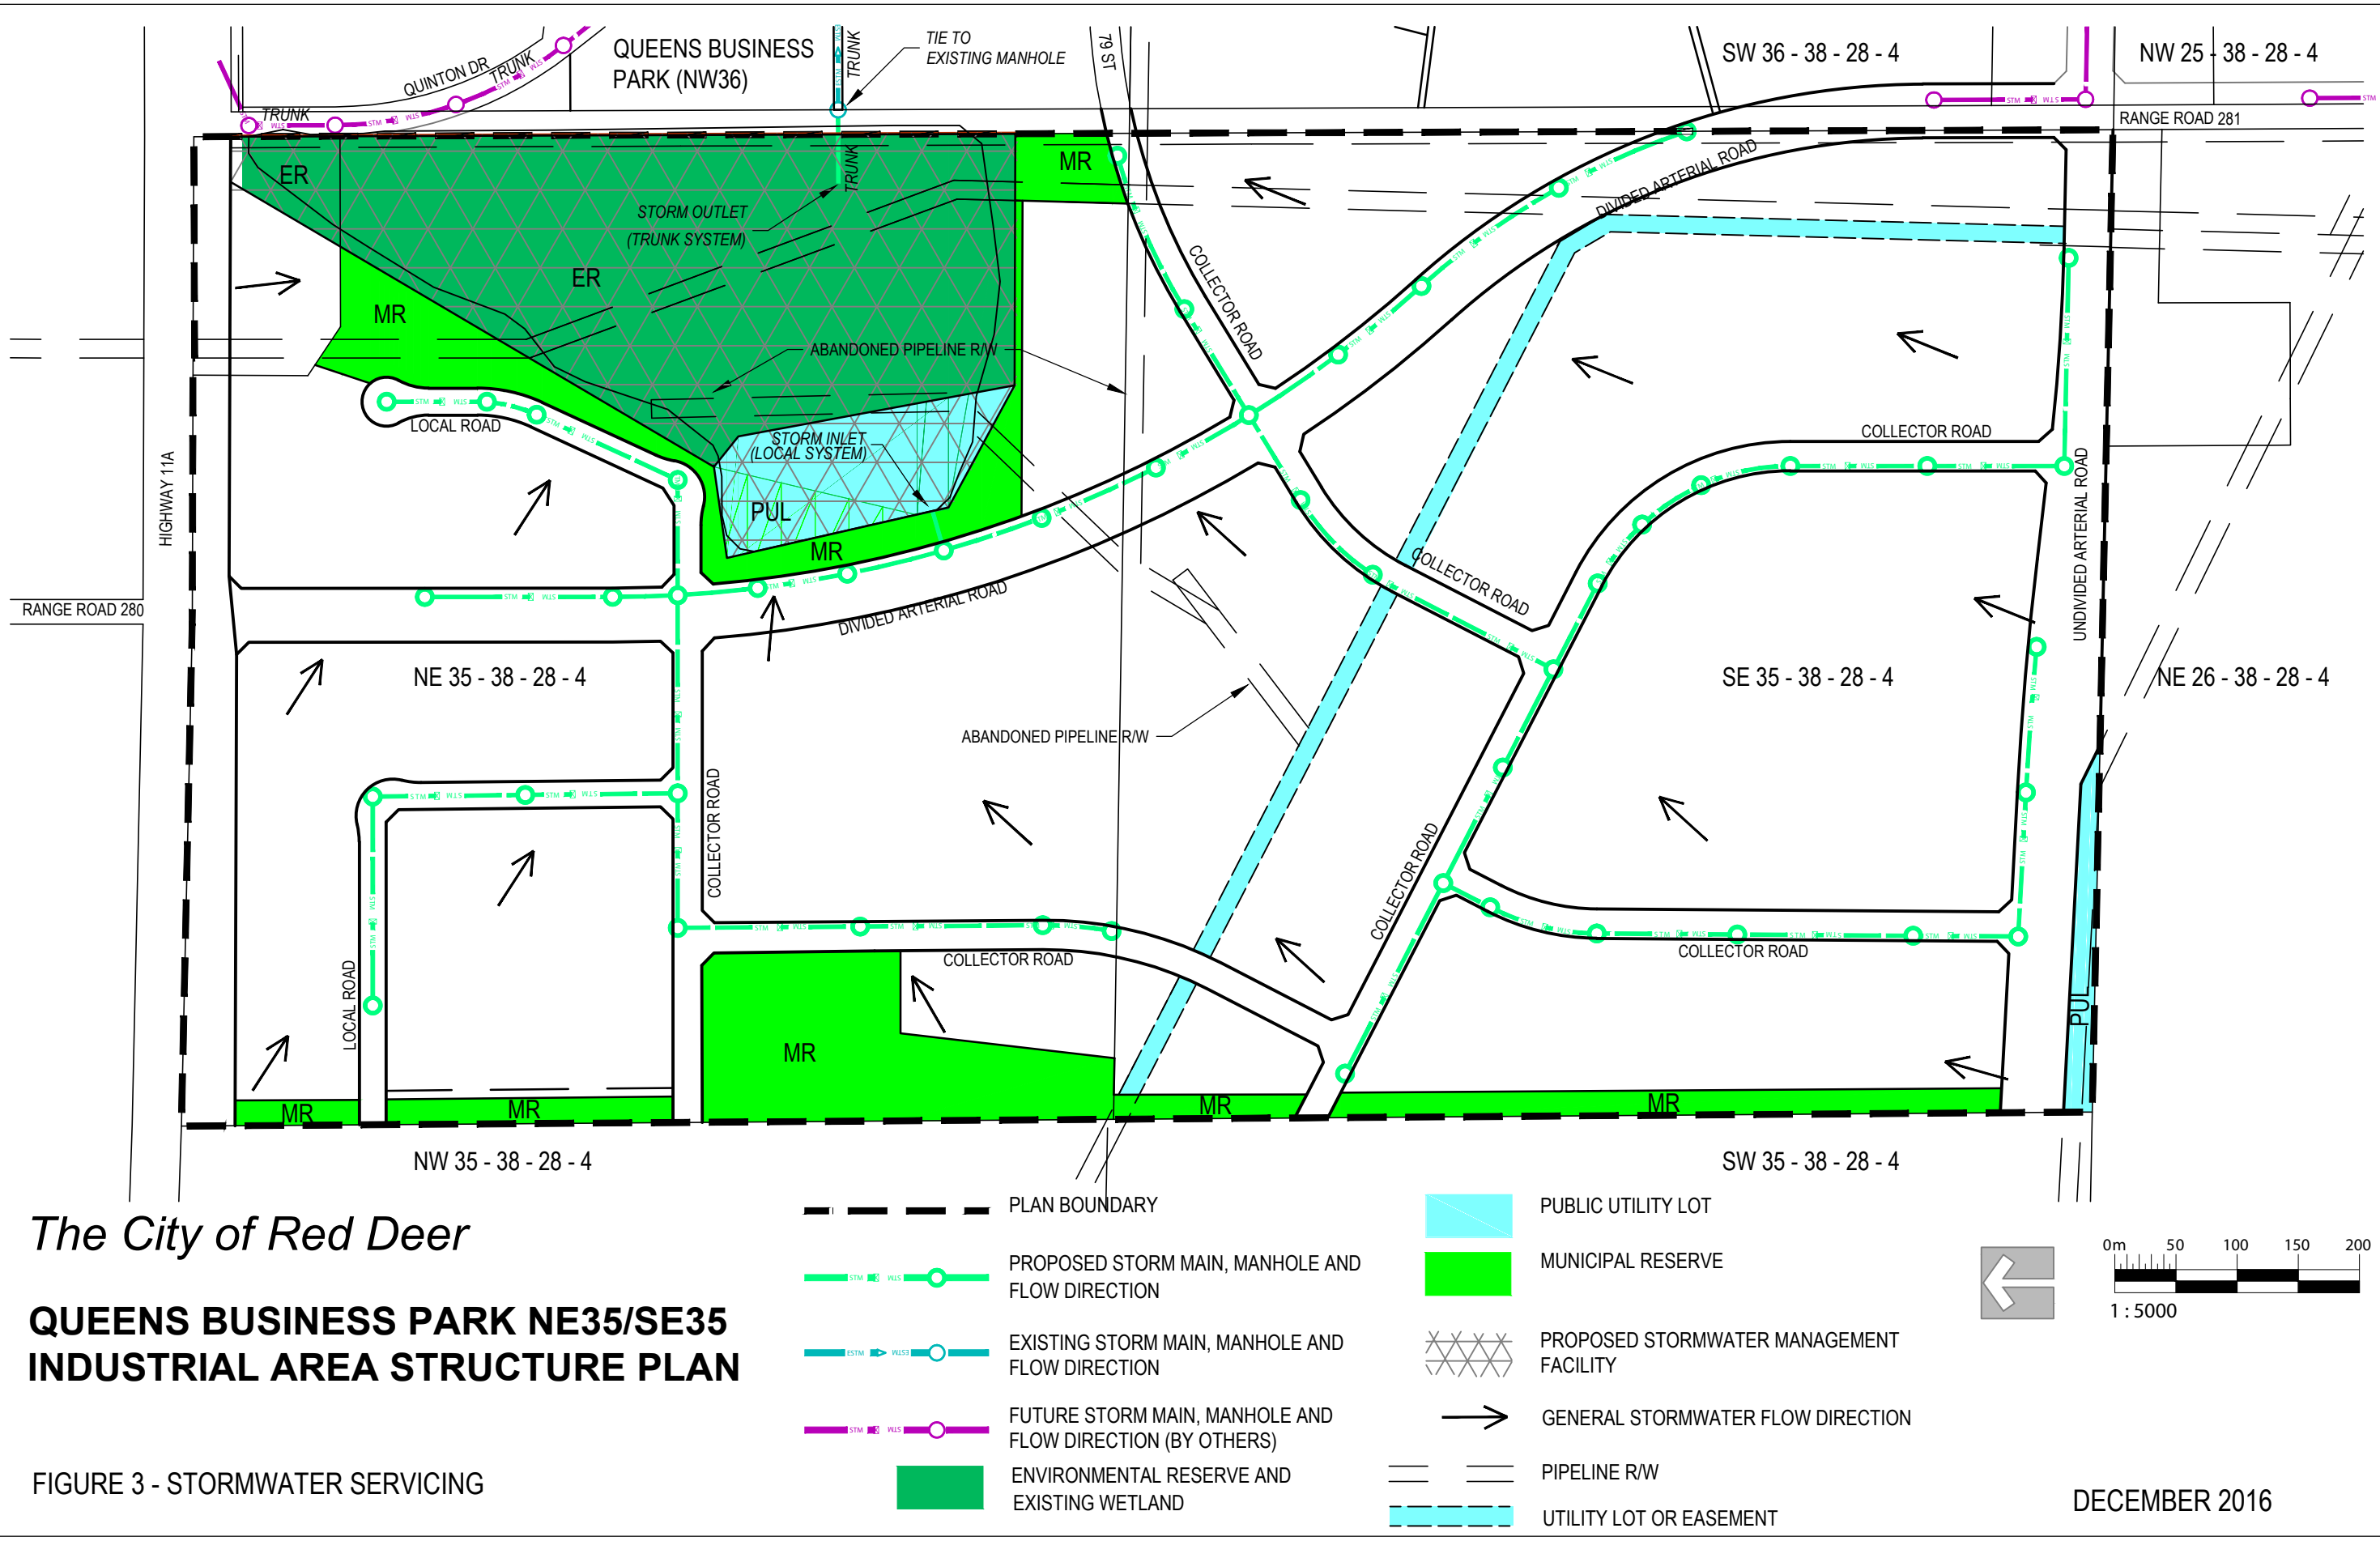 QUEENS BUSINESS
PARK (NW36)
TRUNK
TIE TO
EXISTING MANHOLE
79 ST
SW 36 - 38 - 28 - 4
NW 25 - 38 - 28 - 4
QUINTON DR
TRUNK
TRUNK
RANGE ROAD 281
ER
TRUNK
MR
STORM OUTLET
(TRUNK SYSTEM)
DIVIDED ARTERIAL ROAD
ER
MR
COLLECTOR ROAD
ABANDONED PIPELINE R/W
LOCAL ROAD
STORM INLET
(LOCAL SYSTEM)
COLLECTOR ROAD
HIGHWAY 11A
PUL
MR
UNDIVIDED ARTERIAL ROAD
COLLECTOR ROAD
RANGE ROAD 280
DIVIDED ARTERIAL ROAD
NE 35 - 38 - 28 - 4
SE 35 - 38 - 28 - 4
NE 26 - 38 - 28 - 4
ABANDONED PIPELINE R/W
COLLECTOR ROAD
COLLECTOR ROAD
COLLECTOR ROAD
COLLECTOR ROAD
LOCAL ROAD
PUL
MR
MR
MR
MR
MR
NW 35 - 38 - 28 - 4
SW 35 - 38 - 28 - 4
The City of Red Deer
QUEENS BUSINESS PARK NE35/SE35
INDUSTRIAL AREA STRUCTURE PLAN
FIGURE 3 - STORMWATER SERVICING
PLAN BOUNDARY
STM STM
PROPOSED STORM MAIN, MANHOLE AND
FLOW DIRECTION
ESTM ESTM
EXISTING STORM MAIN, MANHOLE AND
FLOW DIRECTION
STM STM
FUTURE STORM MAIN, MANHOLE AND
FLOW DIRECTION (BY OTHERS)
ENVIRONMENTAL RESERVE AND
EXISTING WETLAND
PUBLIC UTILITY LOT
MUNICIPAL RESERVE
PROPOSED STORMWATER MANAGEMENT
FACILITY
GENERAL STORMWATER FLOW DIRECTION
PIPELINE R/W
UTILITY LOT OR EASEMENT
0m 50 100 150 200
1 : 5000
DECEMBER 2016